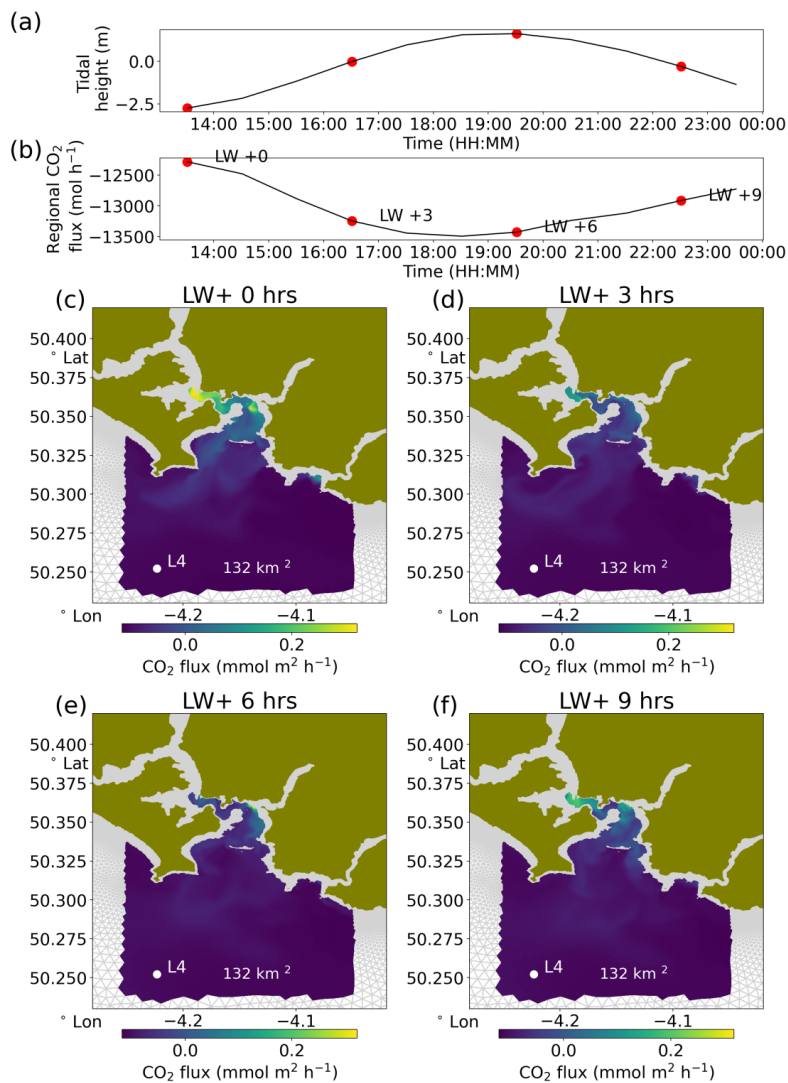 (a)
Tidal
height (m)
0.0
−2.5
14:00 15:00 16:00 17:00 18:00 19:00 20:00 21:00 22:00 23:00 00:00
Time (HH:MM)
(b)
Regional CO₂
flux (mol h⁻¹)
−12500
−13000
−13500
LW +0
LW +3
LW +6
LW +9
14:00 15:00 16:00 17:00 18:00 19:00 20:00 21:00 22:00 23:00 00:00
Time (HH:MM)
(c) LW+ 0 hrs
50.400
° Lat
50.375
50.350
50.325
50.300
50.275
50.250
L4 132 km ²
° Lon −4.2 −4.1
0.0 0.2
CO₂ flux (mmol m² h⁻¹)
(d) LW+ 3 hrs
50.400
° Lat
50.375
50.350
50.325
50.300
50.275
50.250
L4 132 km ²
° Lon −4.2 −4.1
0.0 0.2
CO₂ flux (mmol m² h⁻¹)
(e) LW+ 6 hrs
50.400
° Lat
50.375
50.350
50.325
50.300
50.275
50.250
L4 132 km ²
° Lon −4.2 −4.1
0.0 0.2
CO₂ flux (mmol m² h⁻¹)
(f) LW+ 9 hrs
50.400
° Lat
50.375
50.350
50.325
50.300
50.275
50.250
L4 132 km ²
° Lon −4.2 −4.1
0.0 0.2
CO₂ flux (mmol m² h⁻¹)